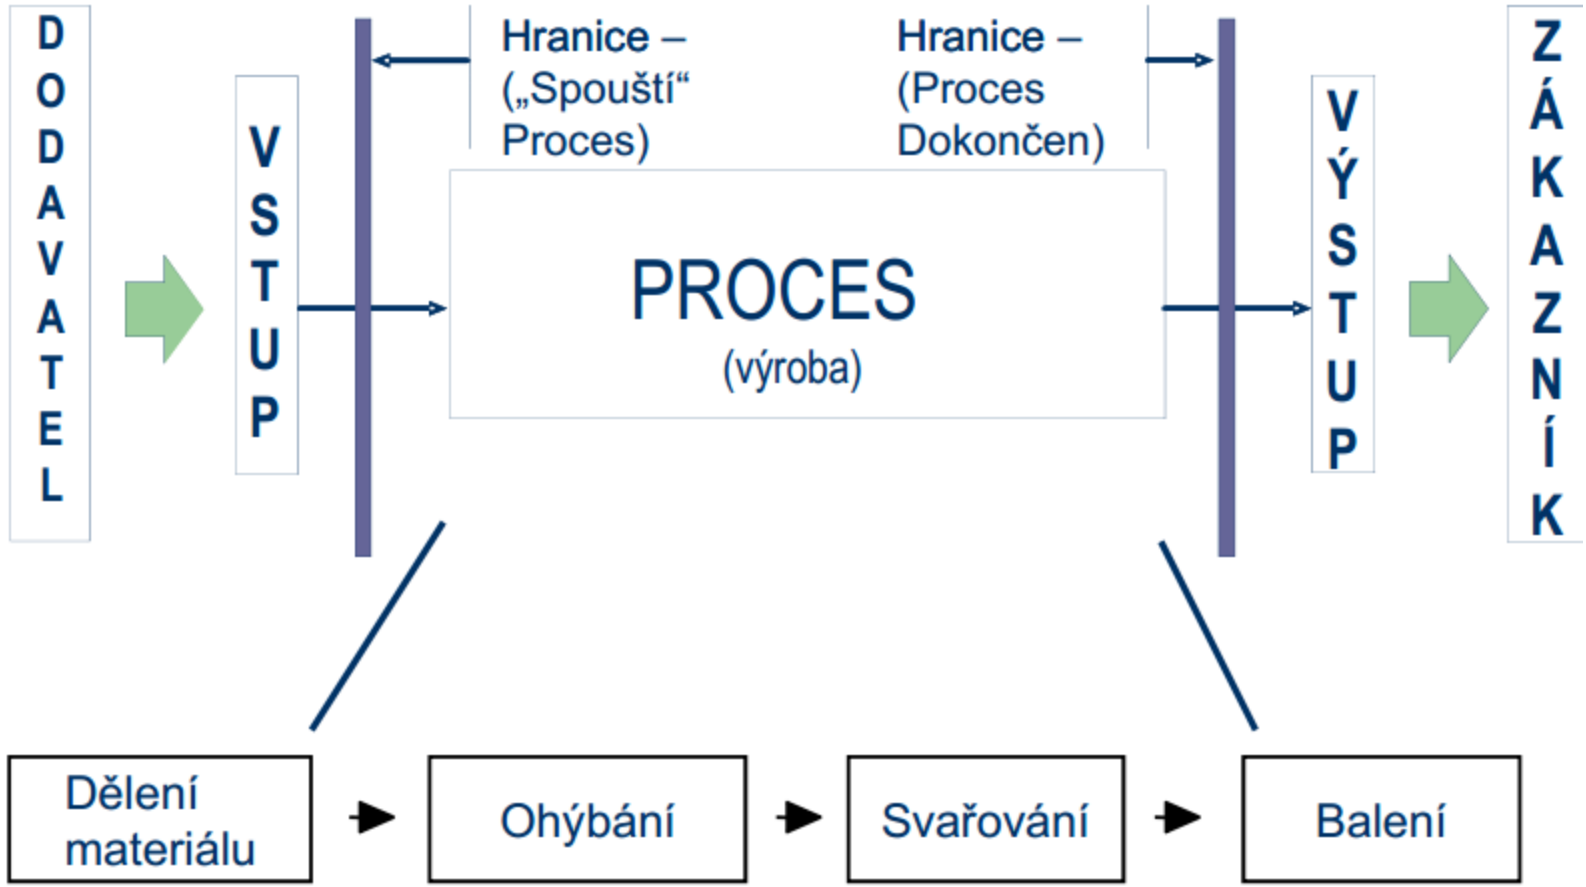 DODAVATEL
VSTUP
Hranice –
(„Spouští“
Proces)
Hranice –
(Proces
Dokončen)
PROCES
(výroba)
VÝSTUP
ZÁKAZNÍK
Dělení
materiálu
Ohýbání
Svařování
Balení